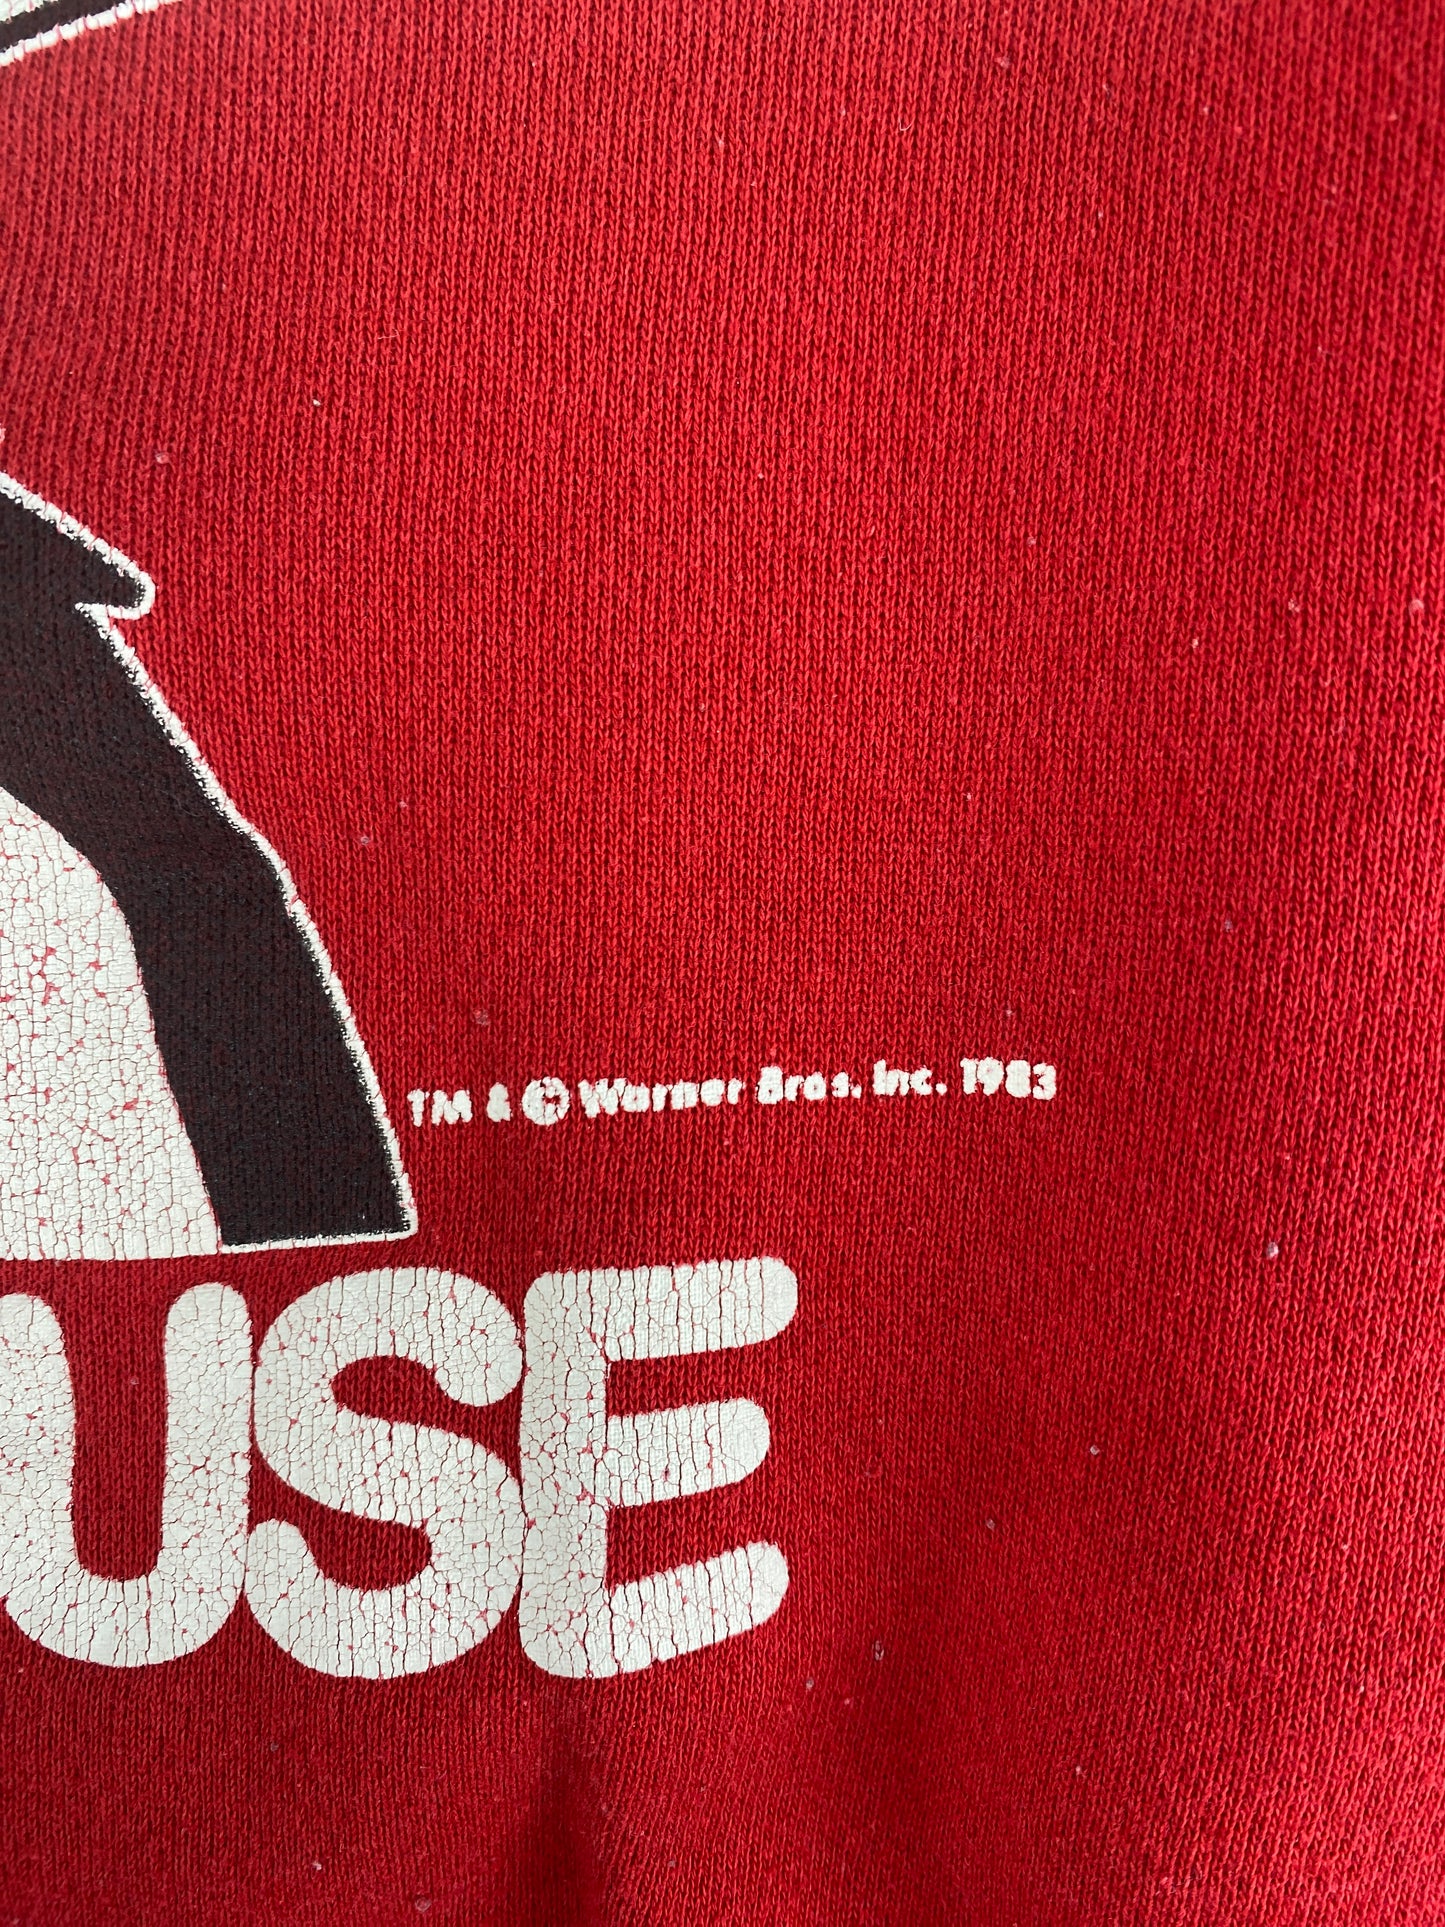 TM & © Warner Bros. Inc. 1983
USE